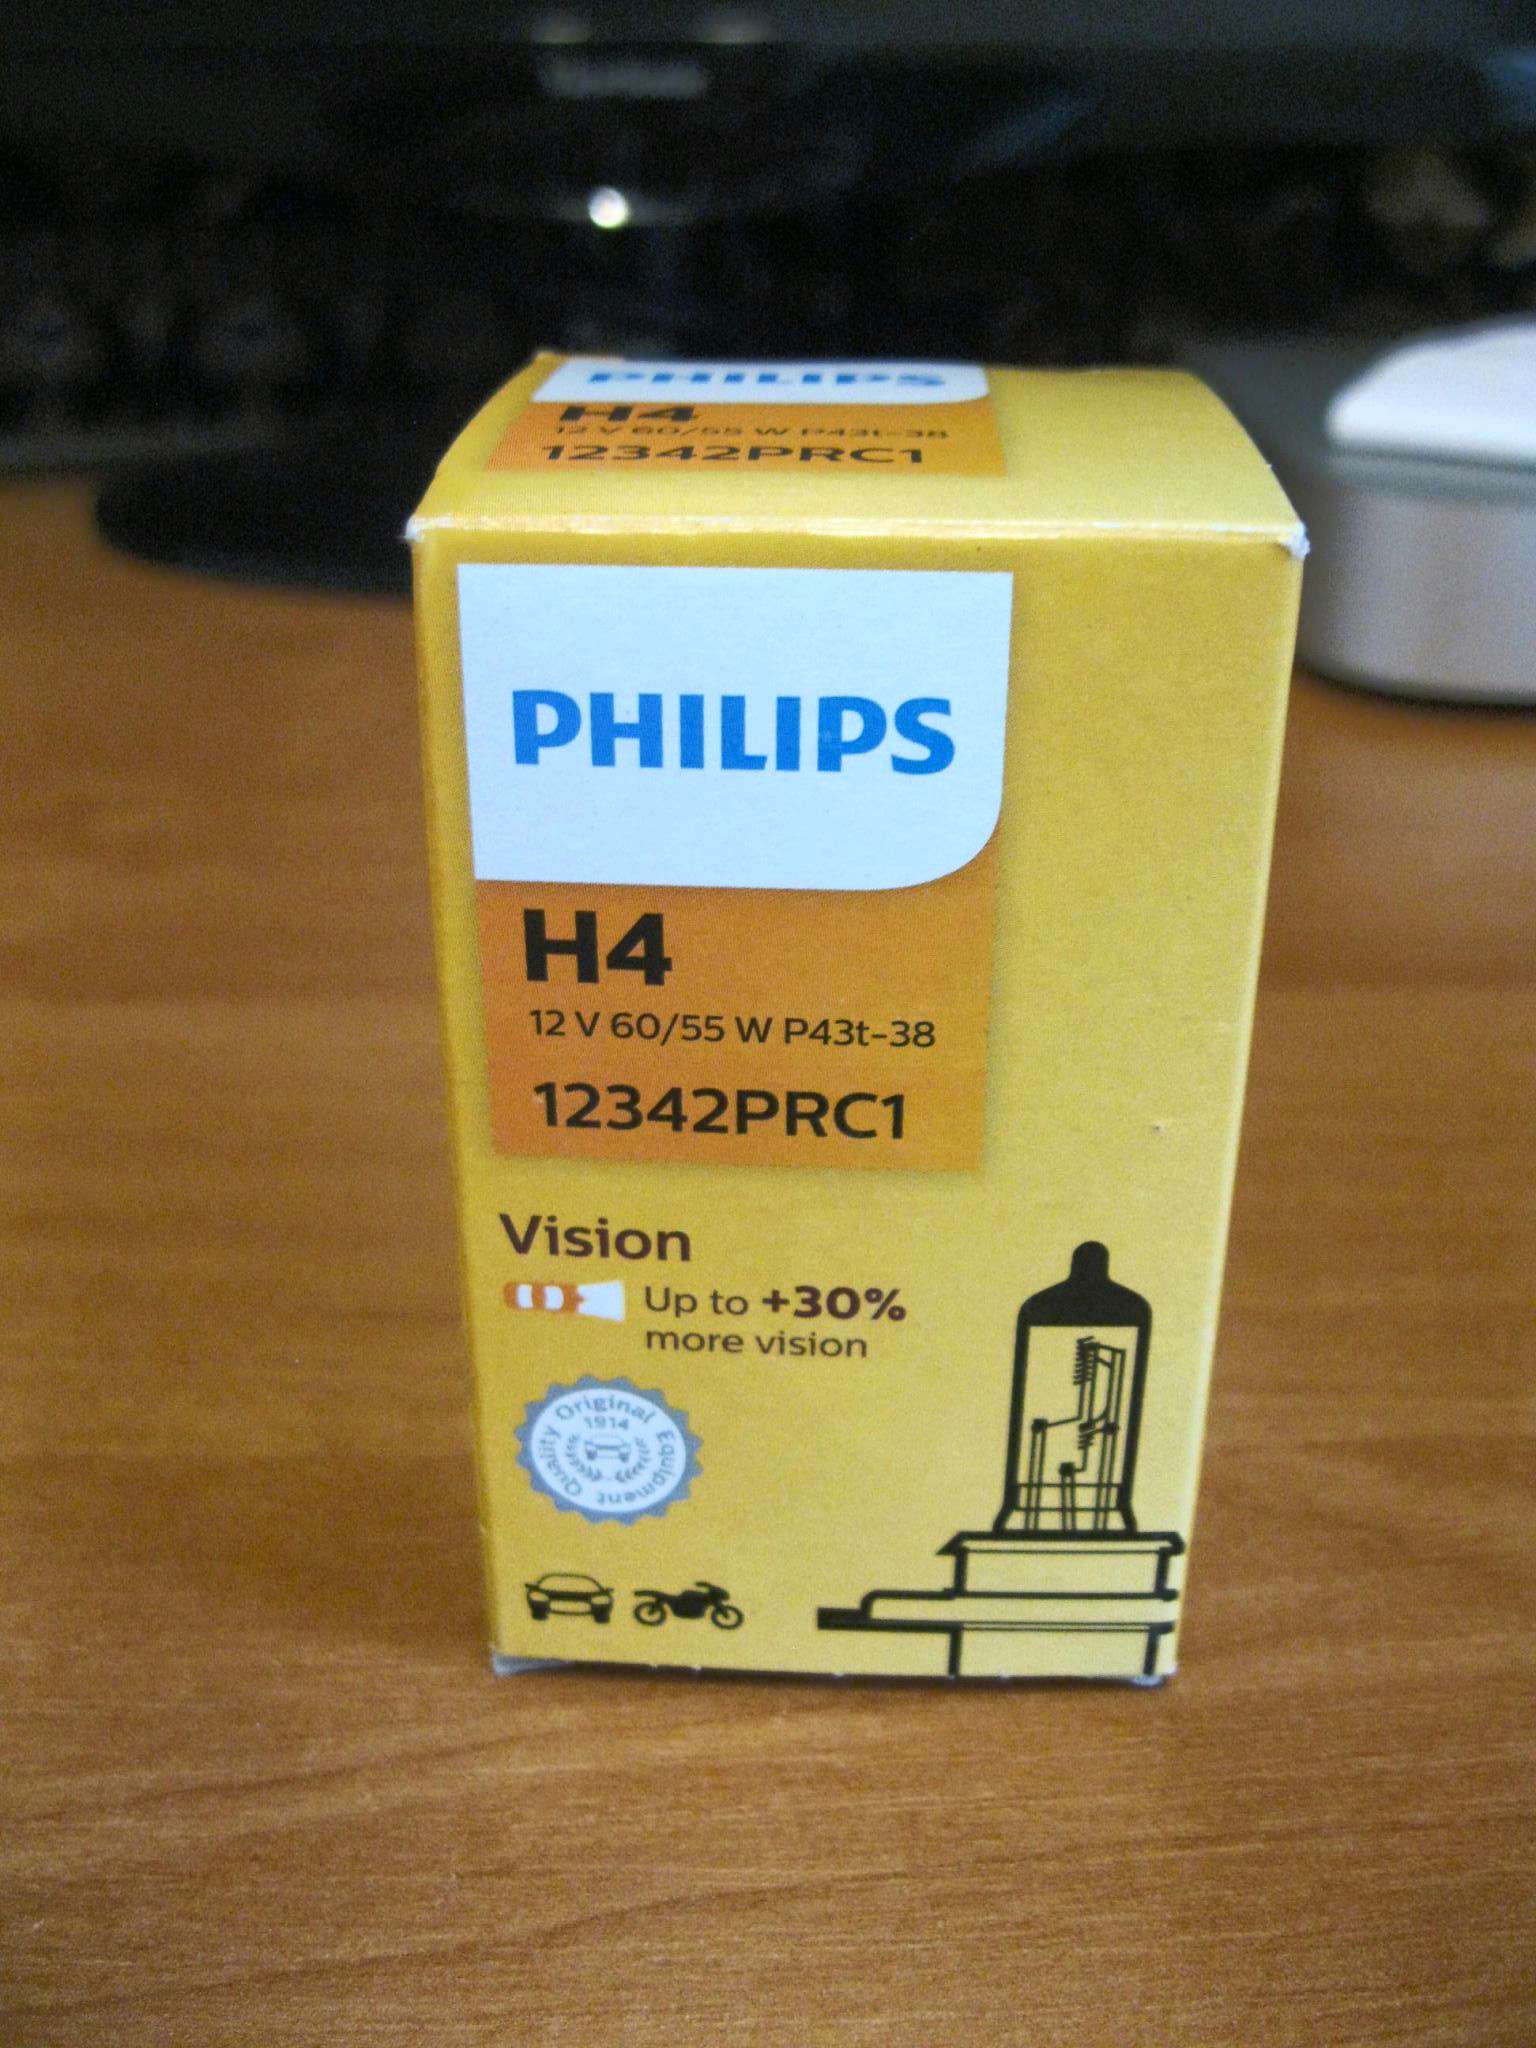 PHILIPS
H4
12 V 60/55 W P43t-38
12342PRC1
PHILIPS
H4
12 V 60/55 W P43t-38
12342PRC1
Vision
Up to +30%
more vision
Original
1914
Equipment
Quality